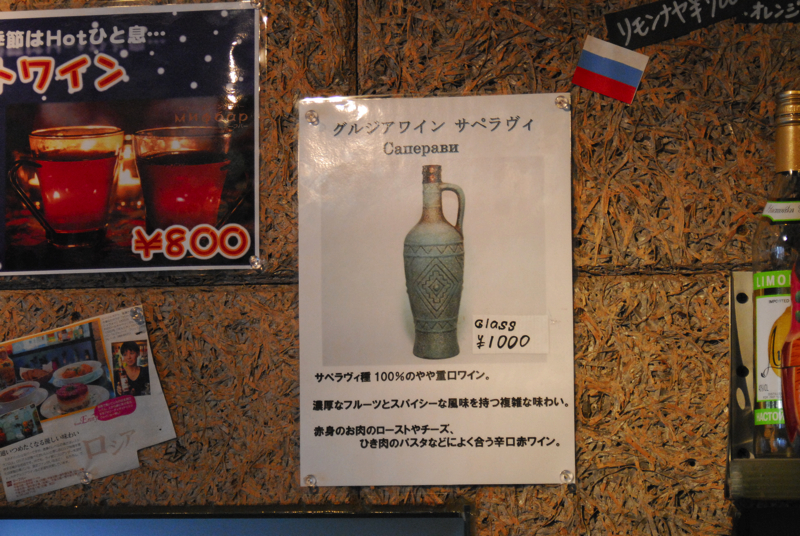 季節はHotひと息…
トワイン
миндор
¥800
グルジアワイン サペラヴィ
Саперави
Glass
¥1000
サペラヴィ種 100%のやや重口ワイン。
濃厚なフルーツとスパイシーな風味を持つ複雑な味わい。
赤身のお肉のローストやチーズ、
ひき肉のパスタなどによく合う辛口赤ワイン。
リモンナヤ
オレンジ
LIMO
НАСТОЙ
ロシア